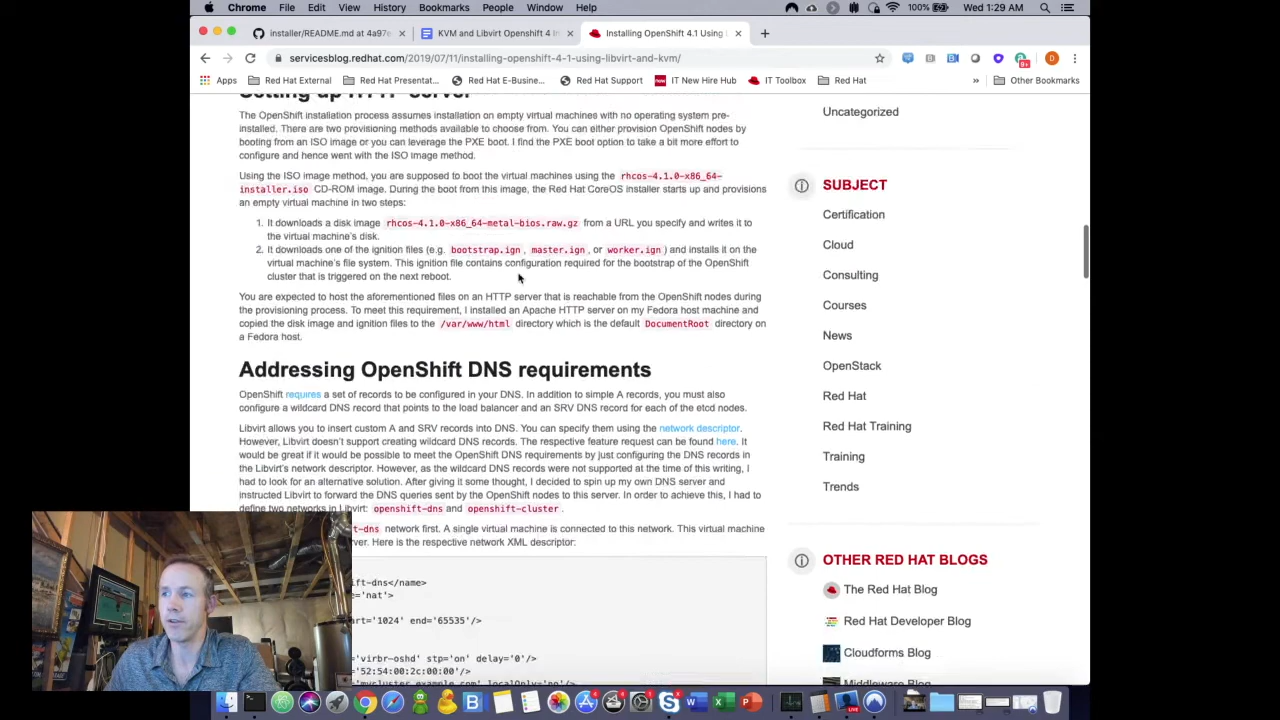 Chrome File Edit View History Bookmarks People Window Help 100% Wed 1:29 AM
installer/README.md at 4a97e
KVM and Libvirt Openshift 4 In
Installing OpenShift 4.1 Using L
servicesblog.redhat.com/2019/07/11/installing-openshift-4-1-using-libvirt-and-kvm/
Apps Red Hat External Red Hat Presentat... Red Hat E-Busine... Red Hat Support IT New Hire Hub IT Toolbox Red Hat » Other Bookmarks
Setting up HTTP server
The OpenShift installation process assumes installation on empty virtual machines with no operating system pre-
installed. There are two provisioning methods available to choose from. You can either provision OpenShift nodes by
booting from an ISO image or you can leverage the PXE boot. I find the PXE boot option to take a bit more effort to
configure and hence went with the ISO image method.
Using the ISO image method, you are supposed to boot the virtual machines using the rhcos-4.1.0-x86_64-
installer.iso CD-ROM image. During the boot from this image, the Red Hat CoreOS installer starts up and provisions
an empty virtual machine in two steps:
1. It downloads a disk image rhcos-4.1.0-x86_64-metal-bios.raw.gz from a URL you specify and writes it to
the virtual machine's disk.
2. It downloads one of the ignition files (e.g. bootstrap.ign, master.ign, or worker.ign) and installs it on the
virtual machine's file system. This ignition file contains configuration required for the bootstrap of the OpenShift
cluster that is triggered on the next reboot.
You are expected to host the aforementioned files on an HTTP server that is reachable from the OpenShift nodes during
the provisioning process. To meet this requirement, I installed an Apache HTTP server on my Fedora host machine and
copied the disk image and ignition files to the /var/www/html directory which is the default DocumentRoot directory on
a Fedora host.
Addressing OpenShift DNS requirements
OpenShift requires a set of records to be configured in your DNS. In addition to simple A records, you must also
configure a wildcard DNS record that points to the load balancer and an SRV DNS record for each of the etcd nodes.
Libvirt allows you to insert custom A and SRV records into DNS. You can specify them using the network descriptor.
However, Libvirt doesn't support creating wildcard DNS records. The respective feature request can be found here. It
would be great if it would be possible to meet the OpenShift DNS requirements by just configuring the DNS records in
the Libvirt's network descriptor. However, as the wildcard DNS records were not supported at the time of this writing, I
had to look for an alternative solution. After giving it some thought, I decided to spin up my own DNS server and
instructed Libvirt to forward the DNS queries sent by the OpenShift nodes to this server. In order to achieve this, I had to
define two networks in Libvirt: openshift-dns and openshift-cluster.
-dns network first. A single virtual machine is connected to this network. This virtual machine
rver. Here is the respective network XML descriptor:
ift-dns</name>
='nat'>
art='1024' end='65535'/>
'virbr-oshd' stp='on' delay='0'/>
'52:54:00:2c:00:00'/>
Uncategorized
SUBJECT
Certification
Cloud
Consulting
Courses
News
OpenStack
Red Hat
Red Hat Training
Training
Trends
OTHER RED HAT BLOGS
The Red Hat Blog
Red Hat Developer Blog
Cloudforms Blog
Middleware Blog